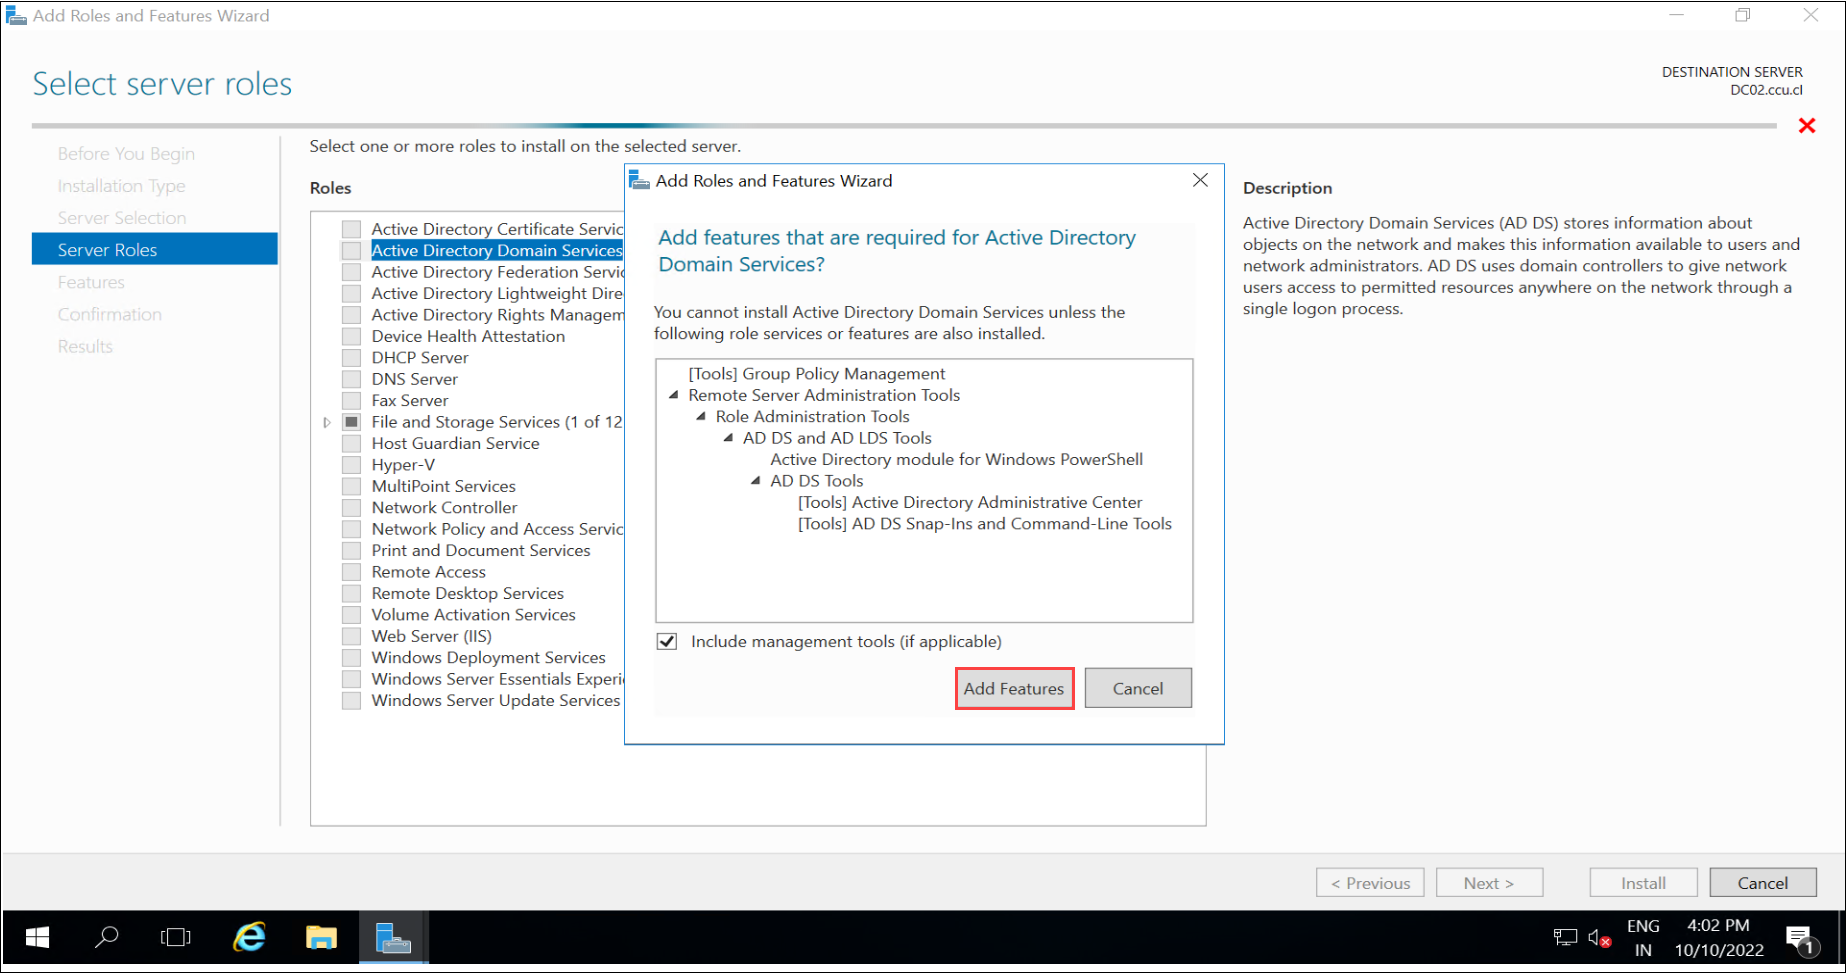 Add Roles and Features Wizard
Select server roles
DESTINATION SERVER
DC02.ccu.cl
Before You Begin
Installation Type
Server Selection
Server Roles
Features
Confirmation
Results
Select one or more roles to install on the selected server.
Roles
Active Directory Certificate Servic
Active Directory Domain Services
Active Directory Federation Servic
Active Directory Lightweight Dire
Active Directory Rights Managem
Device Health Attestation
DHCP Server
DNS Server
Fax Server
File and Storage Services (1 of 12
Host Guardian Service
Hyper-V
MultiPoint Services
Network Controller
Network Policy and Access Servic
Print and Document Services
Remote Access
Remote Desktop Services
Volume Activation Services
Web Server (IIS)
Windows Deployment Services
Windows Server Essentials Experi
Windows Server Update Services
Add Roles and Features Wizard
Add features that are required for Active Directory
Domain Services?
You cannot install Active Directory Domain Services unless the
following role services or features are also installed.
[Tools] Group Policy Management
Remote Server Administration Tools
Role Administration Tools
AD DS and AD LDS Tools
Active Directory module for Windows PowerShell
AD DS Tools
[Tools] Active Directory Administrative Center
[Tools] AD DS Snap-Ins and Command-Line Tools
Include management tools (if applicable)
Add Features
Cancel
Description
Active Directory Domain Services (AD DS) stores information about
objects on the network and makes this information available to users and
network administrators. AD DS uses domain controllers to give network
users access to permitted resources anywhere on the network through a
single logon process.
< Previous
Next >
Install
Cancel
ENG
IN
4:02 PM
10/10/2022
1